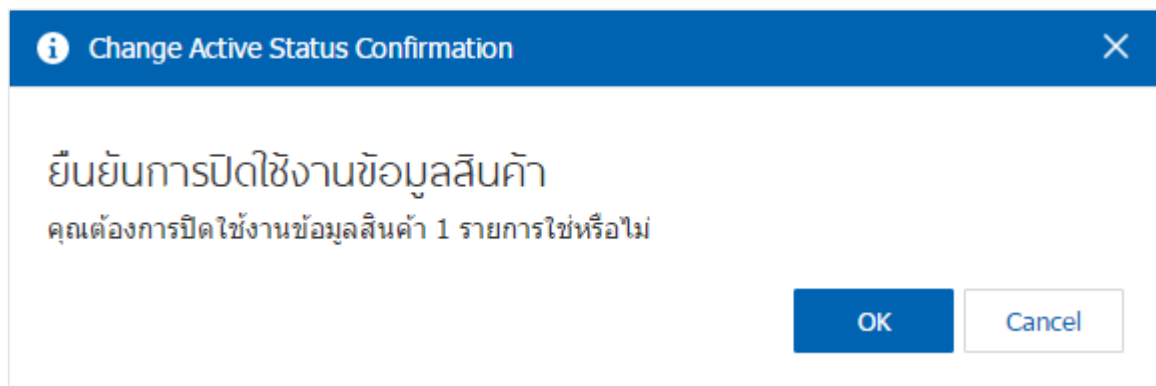 Change Active Status Confirmation
ยืนยันการปิดใช้งานข้อมูลสินค้า
คุณต้องการปิดใช้งานข้อมูลสินค้า 1 รายการใช่หรือไม่
OK Cancel